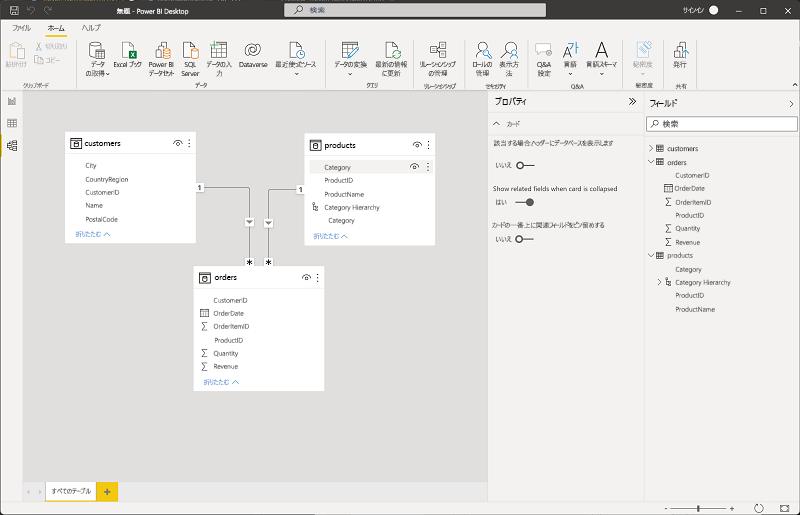 無題 - Power BI Desktop
検索
サインイン
ファイル
ホーム
ヘルプ
貼り付け
切り取り
コピー
クリップボード
データの取得
Excel ブック
Power BI データセット
SQL Server
データの入力
Dataverse
最近使ったソース
データ
データの変換
最新の情報に更新
クエリ
リレーションシップの管理
リレーションシップ
ロールの管理
表示方法
セキュリティ
Q&A 設定
言語
言語スキーマ
Q&A
秘密度
秘密度
発行
共有
customers
City
CountryRegion
CustomerID
Name
PostalCode
折りたたむ
products
Category
ProductID
ProductName
Category Hierarchy
Category
折りたたむ
1
1
*
*
orders
CustomerID
OrderDate
OrderItemID
ProductID
Quantity
Revenue
折りたたむ
すべてのテーブル
プロパティ
カード
該当する場合ヘッダーにデータベースを表示します
いいえ
Show related fields when card is collapsed
はい
カードの一番上に関連フィールドをピン留めする
いいえ
フィールド
検索
customers
orders
CustomerID
OrderDate
OrderItemID
ProductID
Quantity
Revenue
products
Category
Category Hierarchy
ProductID
ProductName